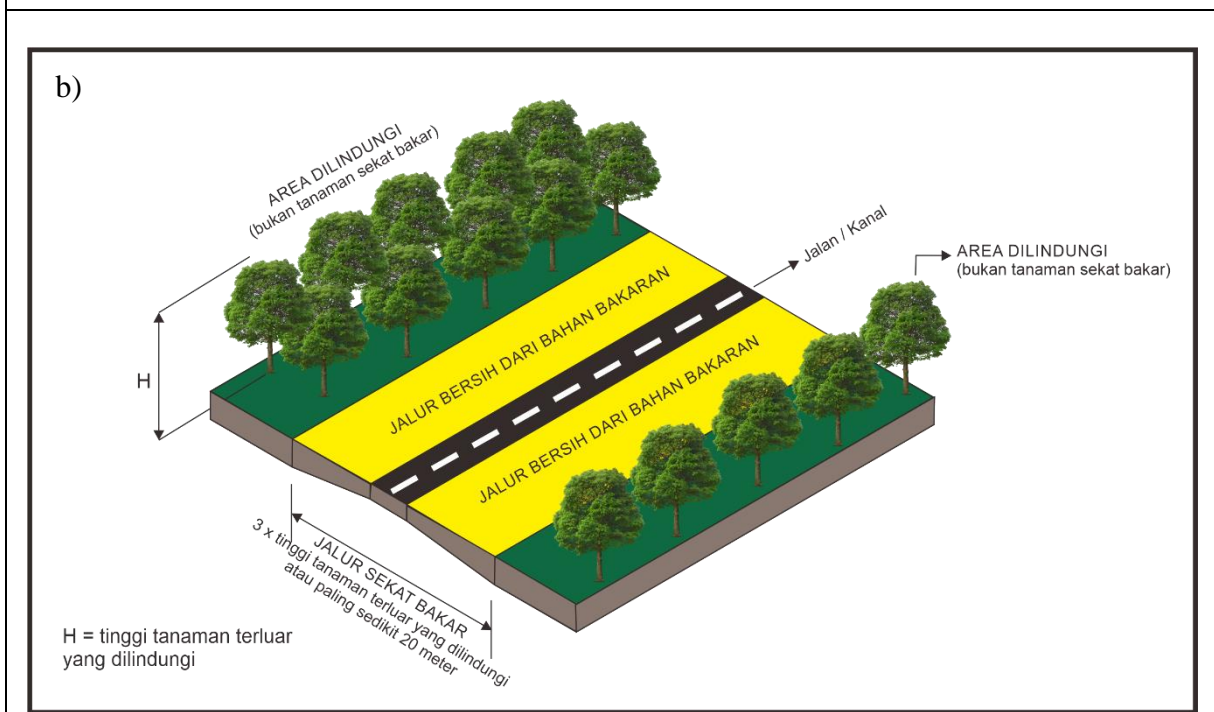 b)
AREA DILINDUNGI
(bukan tanaman sekat bakar)
Jalan / Kanal
AREA DILINDUNGI
(bukan tanaman sekat bakar)
JALUR BERSIH DARI BAHAN BAKARAN
JALUR BERSIH DARI BAHAN BAKARAN
H
JALUR SEKAT BAKAR
3 x tinggi tanaman terluar yang dilindungi
atau paling sedikit 20 meter
H = tinggi tanaman terluar
yang dilindungi